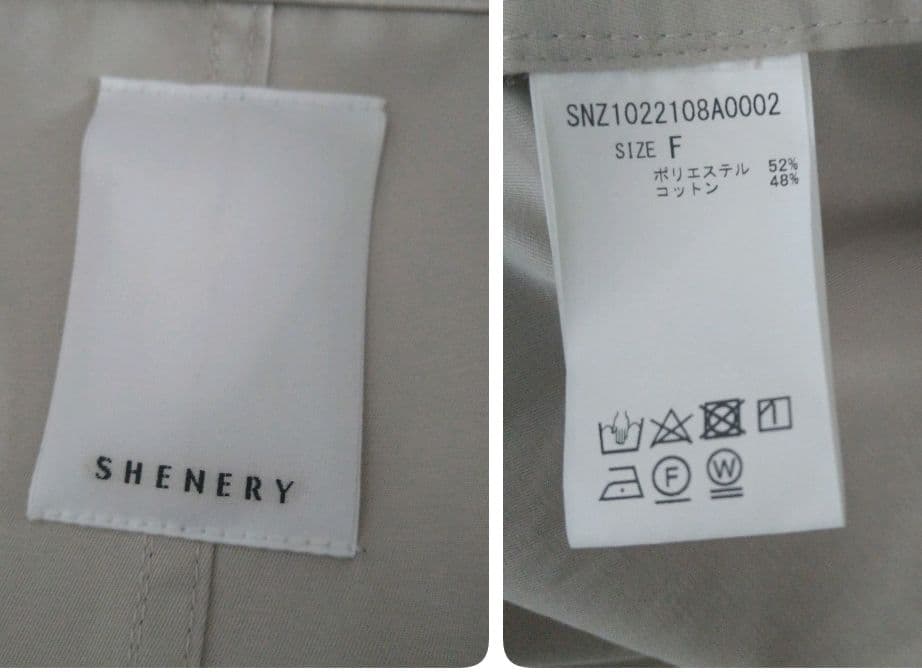 SHENERY
SNZ1022108A0002
SIZE F
ポリエステル 52%
コットン 48%
F
W